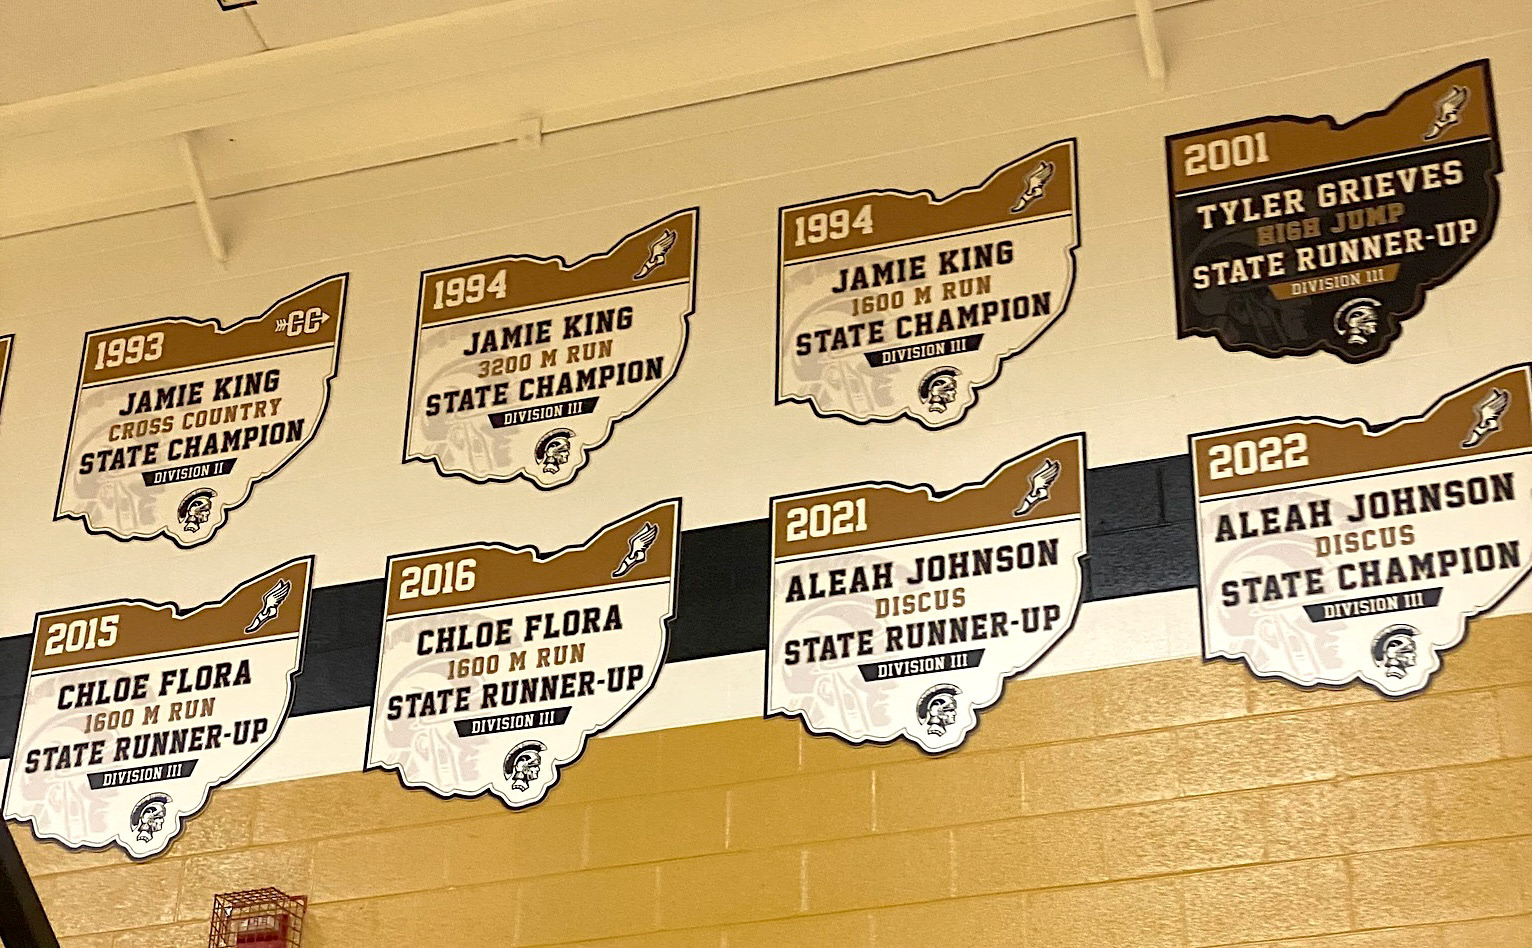 1993
CC
JAMIE KING
CROSS COUNTRY
STATE CHAMPION
DIVISION II
1994
JAMIE KING
3200 M RUN
STATE CHAMPION
DIVISION III
1994
JAMIE KING
1600 M RUN
STATE CHAMPION
DIVISION III
2001
TYLER GRIEVES
HIGH JUMP
STATE RUNNER-UP
DIVISION III
2015
CHLOE FLORA
1600 M RUN
STATE RUNNER-UP
DIVISION III
2016
CHLOE FLORA
1600 M RUN
STATE RUNNER-UP
DIVISION III
2021
ALEAH JOHNSON
DISCUS
STATE RUNNER-UP
DIVISION III
2022
ALEAH JOHNSON
DISCUS
STATE CHAMPION
DIVISION III